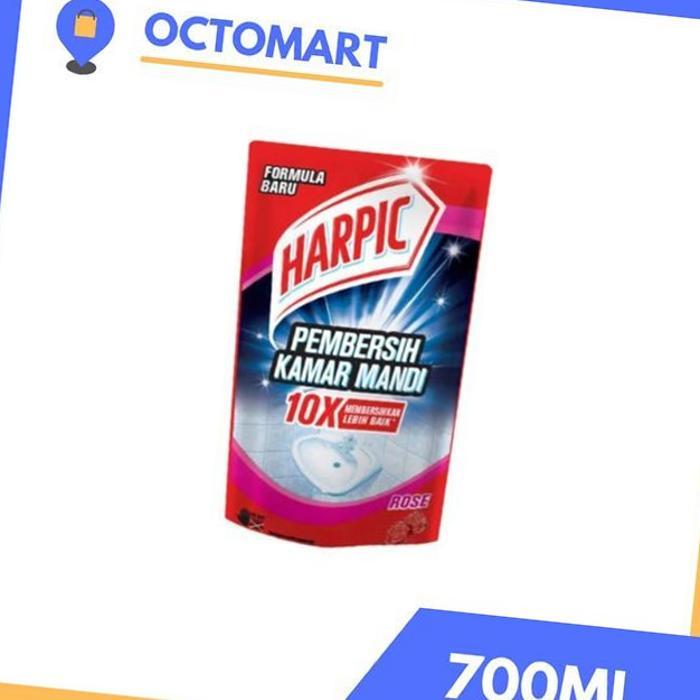 OCTOMART
FORMULA
BARU
HARPIC
PEMBERSIH
KAMAR MANDI
10X MEMBERSIHKAN
LEBIH BAIK*
ROSE
700ML